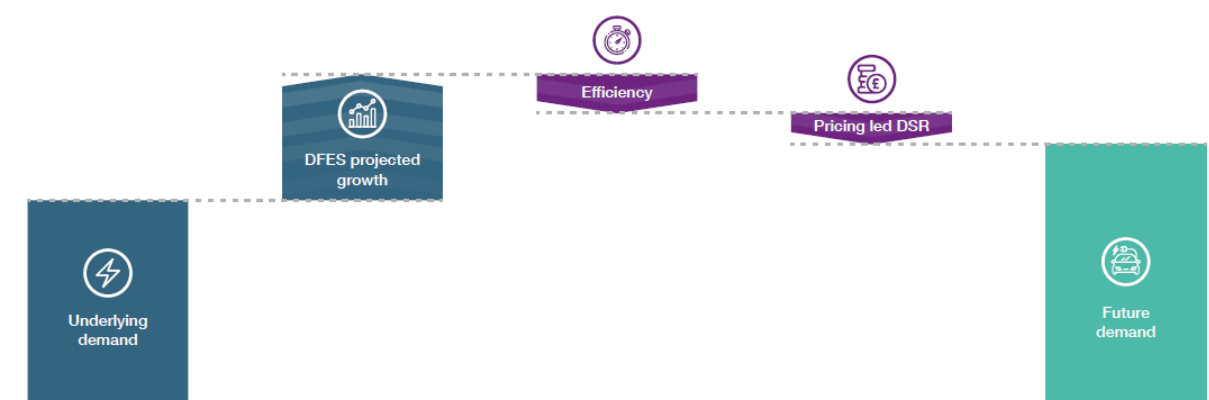 Efficiency
Pricing led DSR
DFES projected
growth
Underlying
demand
Future
demand
£